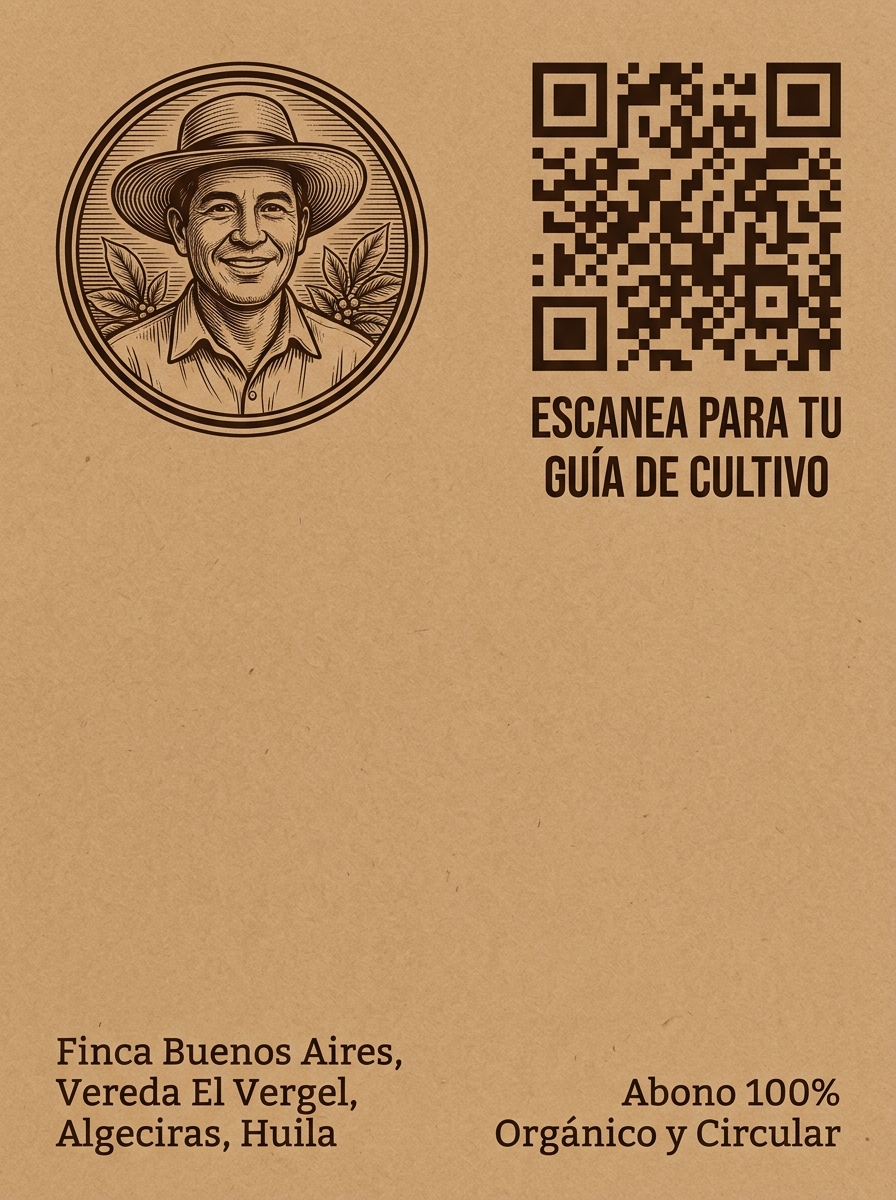 ESCANEA PARA TU
GUÍA DE CULTIVO
Finca Buenos Aires,
Vereda El Vergel,
Algeciras, Huila
Abono 100%
Orgánico y Circular